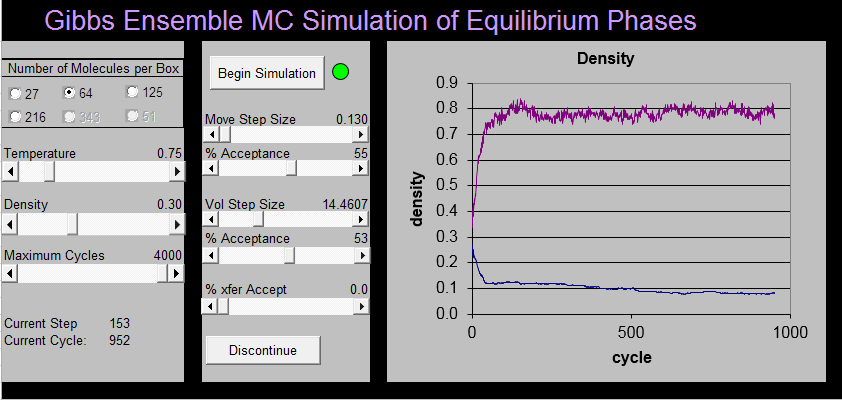 Gibbs Ensemble MC Simulation of Equilibrium Phases
Number of Molecules per Box
27 64 125
216 343 51
Temperature 0.75
Density 0.30
Maximum Cycles 4000
Current Step 153
Current Cycle: 952
Begin Simulation
Move Step Size 0.130
% Acceptance 55
Vol Step Size 14.4607
% Acceptance 53
% xfer Accept 0.0
Discontinue
Density
0.9
0.8
0.7
0.6
0.5
0.4
0.3
0.2
0.1
0.0
density
0 500 1000
cycle